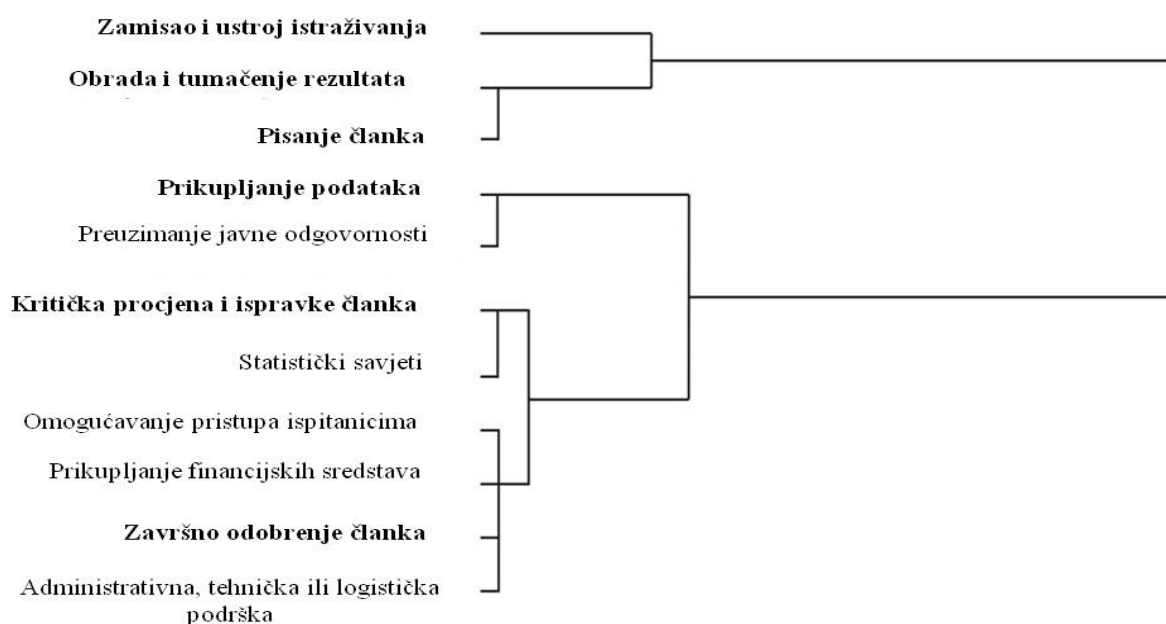 Zamisao i ustroj istraživanja
Obrada i tumačenje rezultata
Pisanje članka
Prikupljanje podataka
Preuzimanje javne odgovornosti
Kritička procjena i ispravke članka
Statistički savjeti
Omogućavanje pristupa ispitanicima
Prikupljanje financijskih sredstava
Završno odobrenje članka
Administrativna, tehnička ili logistička
podrška